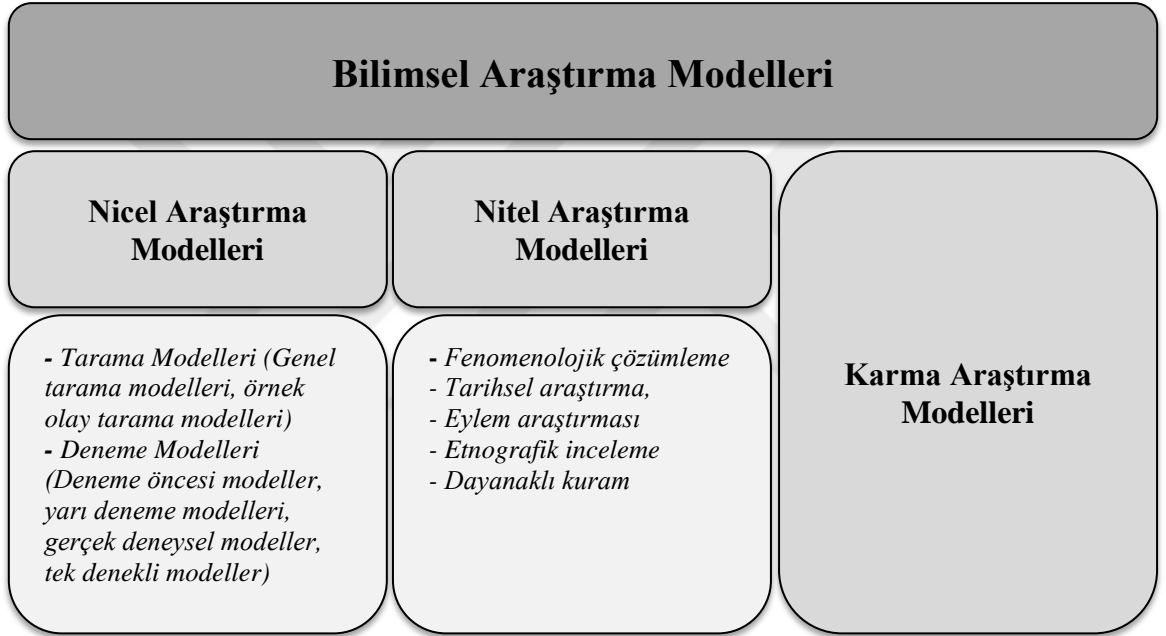 Bilimsel Araştırma Modelleri
Nicel Araştırma
Modelleri
- Tarama Modelleri (Genel
tarama modelleri, örnek
olay tarama modelleri)
- Deneme Modelleri
(Deneme öncesi modeller,
yarı deneme modelleri,
gerçek deneysel modeller,
tek denekli modeller)
Nitel Araştırma
Modelleri
- Fenomenolojik çözümleme
- Tarihsel araştırma,
- Eylem araştırması
- Etnografik inceleme
- Dayanaklı kuram
Karma Araştırma
Modelleri